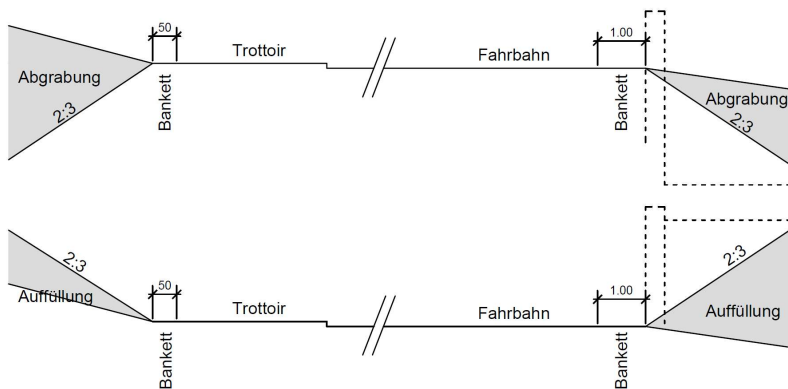 50
1.00
Trottoir
Fahrbahn
Abgrabung
2:3
Bankett
Bankett
Abgrabung
2:3
2:3
Auffüllung
50
1.00
Trottoir
Fahrbahn
2:3
Auffüllung
Bankett
Bankett